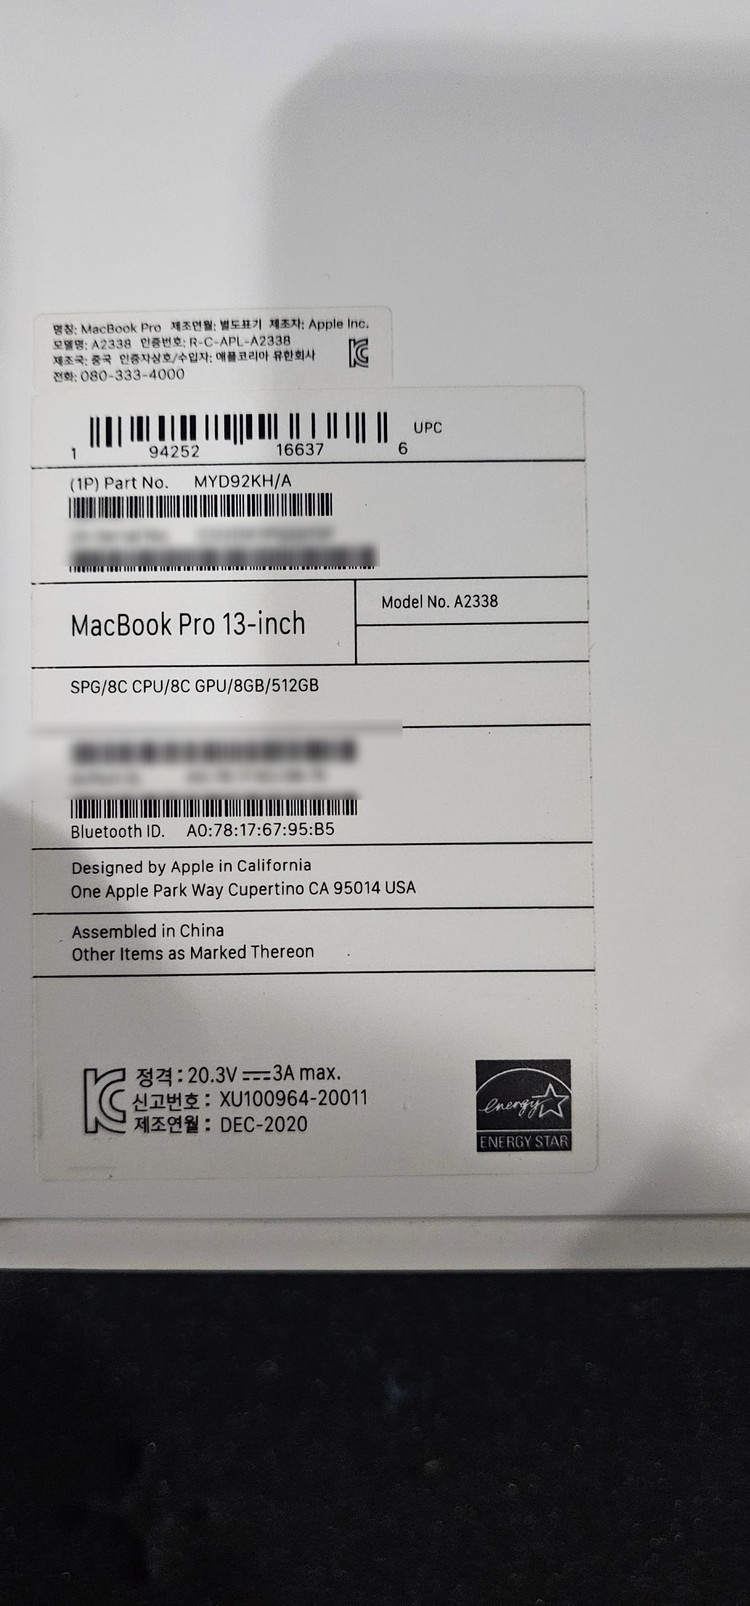 명칭: MacBook Pro 제조연월: 별도표기 제조자: Apple Inc.
모델명: A2338 인증번호: R-C-APL-A2338
제조국: 중국 인증자상호/수입자: 애플코리아 유한회사
전화: 080-333-4000
UPC
1 94252 16637 6
(1P) Part No. MYD92KH/A
MacBook Pro 13-inch
Model No. A2338
SPG/8C CPU/8C GPU/8GB/512GB
Bluetooth ID. A0:78:17:67:95:B5
Designed by Apple in California
One Apple Park Way Cupertino CA 95014 USA
Assembled in China
Other Items as Marked Thereon
정격: 20.3V ⎓ 3A max.
신고번호: XU100964-20011
제조연월: DEC-2020
energy
ENERGY STAR